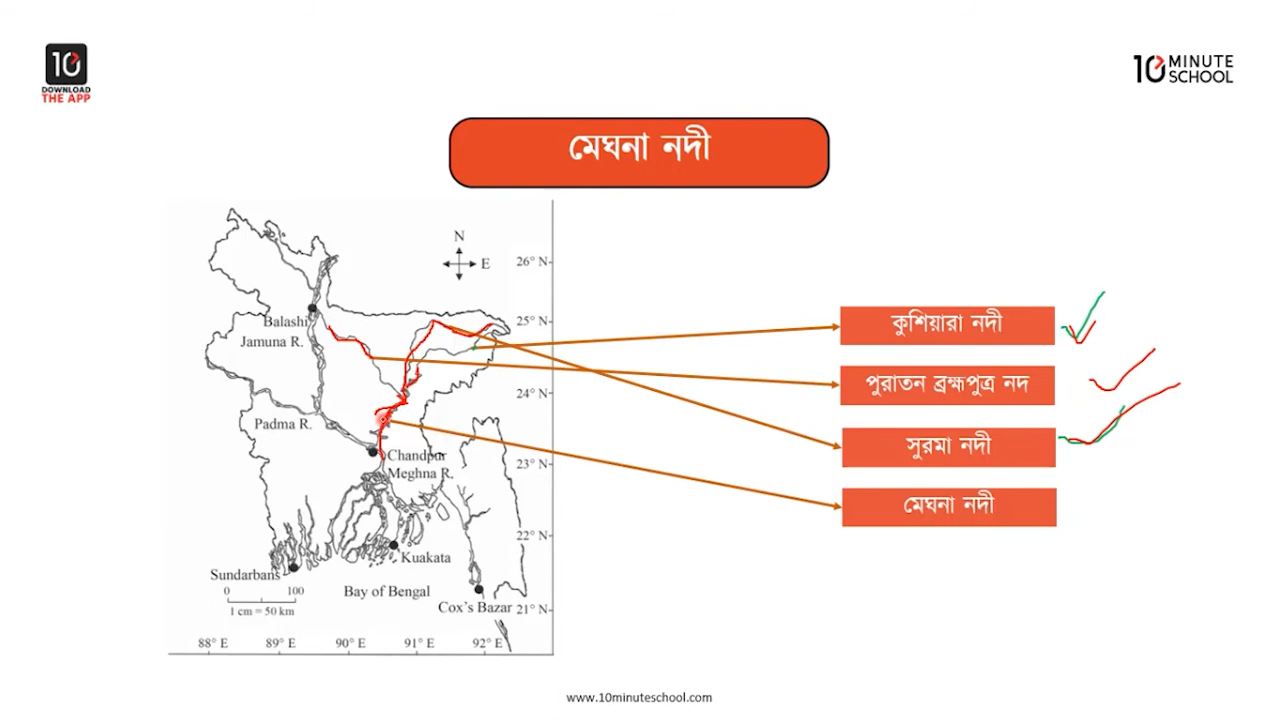 10
DOWNLOAD
THE APP
10 MINUTE
SCHOOL
মেঘনা নদী
N
E
26° N
25° N
24° N
23° N
22° N
21° N
Balashi
Jamuna R.
Padma R.
Chandpur
Meghna R.
Kuakata
Sundarbans
0 100
1 cm = 50 km
Bay of Bengal
Cox's Bazar
88° E 89° E 90° E 91° E 92° E
কুশিয়ারা নদী
পুরাতন ব্রহ্মপুত্র নদ
সুরমা নদী
মেঘনা নদী
www.10minuteschool.com